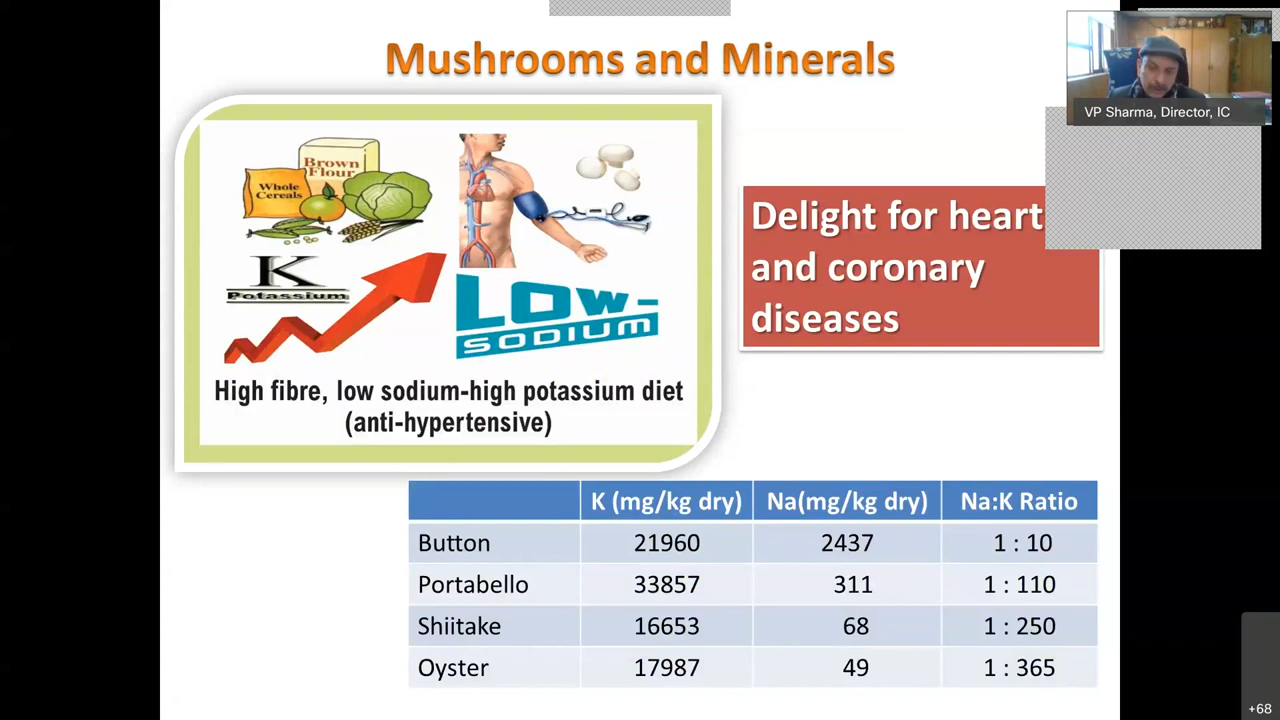 Mushrooms and Minerals
VP Sharma, Director, IC
Brown
Flour
Whole
Cereals
K
Potassium
LOW-
SODIUM
High fibre, low sodium-high potassium diet
(anti-hypertensive)
Delight for heart
and coronary
diseases
K (mg/kg dry) Na(mg/kg dry) Na:K Ratio
Button 21960 2437 1 : 10
Portabello 33857 311 1 : 110
Shiitake 16653 68 1 : 250
Oyster 17987 49 1 : 365
+68